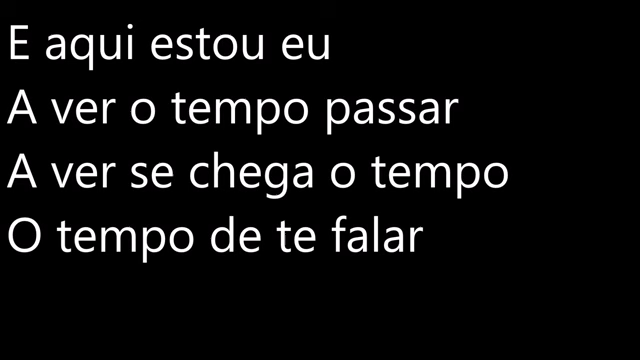 E aqui estou eu
A ver o tempo passar
A ver se chega o tempo
O tempo de te falar